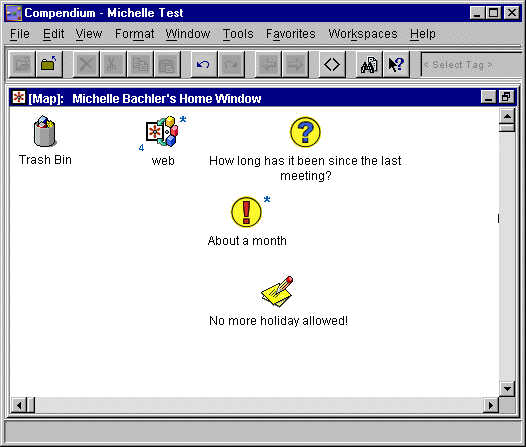 Compendium - Michelle Test
File Edit View Format Window Tools Favorites Workspaces Help
< Select Tag >
[Map]: Michelle Bachler's Home Window
*
4
Trash Bin
web
How long has it been since the last
meeting?
*
About a month
No more holiday allowed!